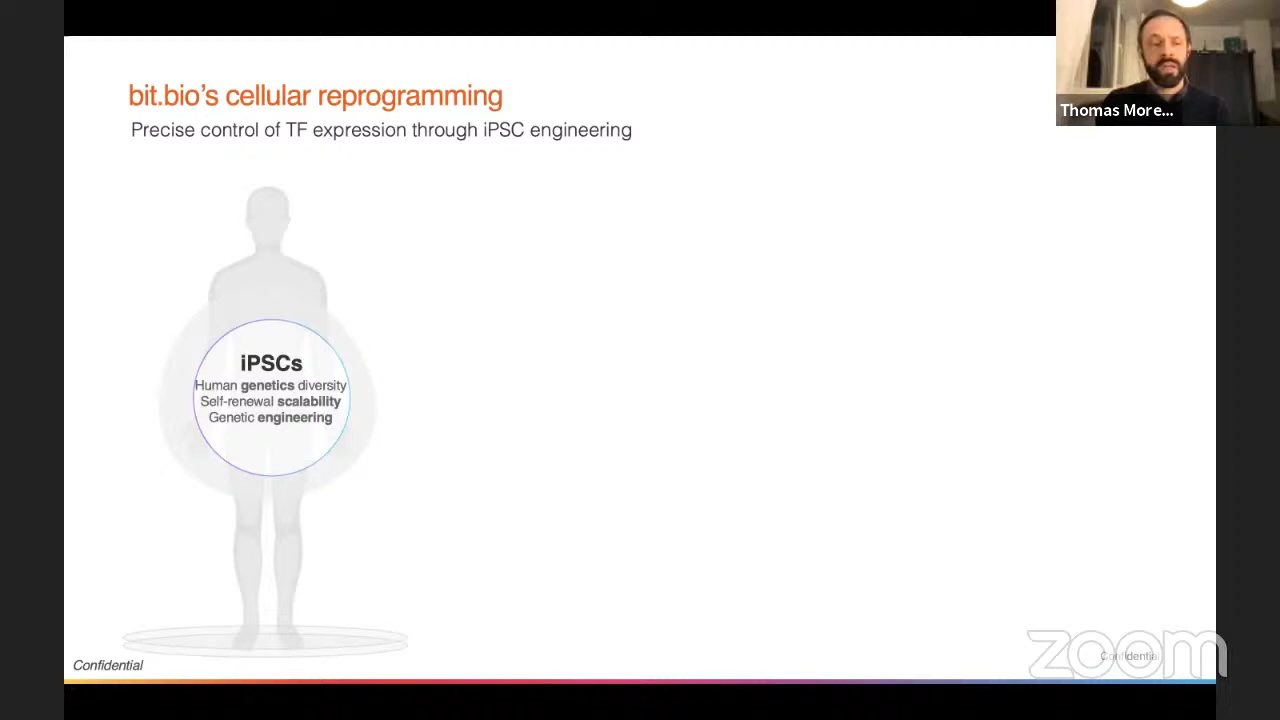 bit.bio's cellular reprogramming
Precise control of TF expression through iPSC engineering
Thomas More...
iPSCs
Human genetics diversity
Self-renewal scalability
Genetic engineering
Confidential
Confidential
zoom